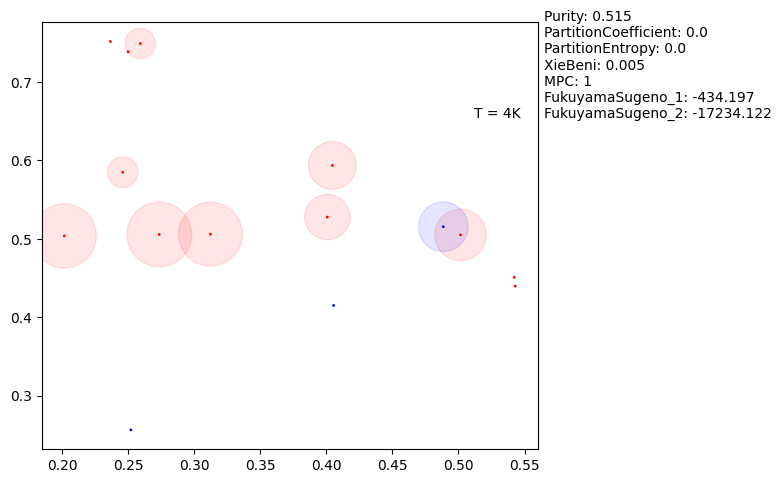 Purity: 0.515
PartitionCoefficient: 0.0
PartitionEntropy: 0.0
XieBeni: 0.005
MPC: 1
FukuyamaSugeno_1: -434.197
FukuyamaSugeno_2: -17234.122
T = 4K
0.7
0.6
0.5
0.4
0.3
0.20 0.25 0.30 0.35 0.40 0.45 0.50 0.55